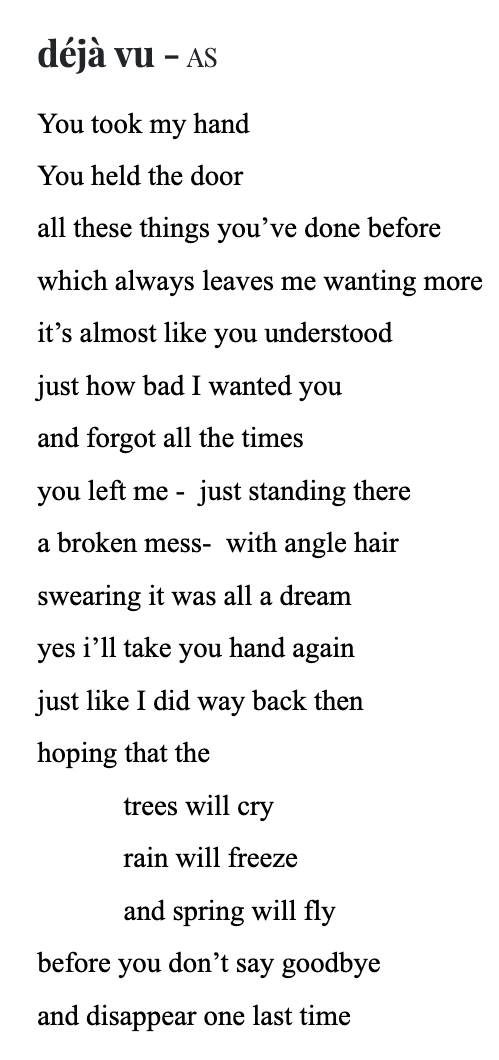 déjà vu – AS
You took my hand
You held the door
all these things you’ve done before
which always leaves me wanting more
it’s almost like you understood
just how bad I wanted you
and forgot all the times
you left me -  just standing there
a broken mess-  with angle hair
swearing it was all a dream
yes i’ll take you hand again
just like I did way back then
hoping that the
trees will cry
rain will freeze
and spring will fly
before you don’t say goodbye
and disappear one last time